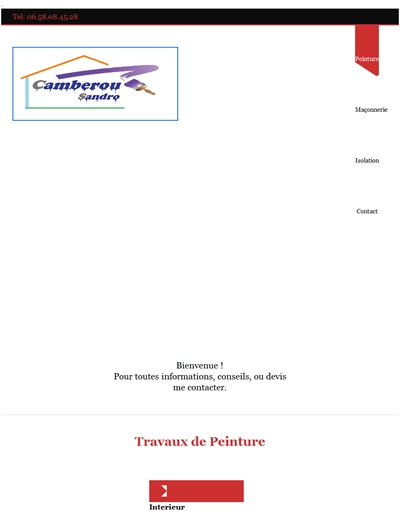 Tel: 06.58.08.45.28
Peinture
Camberou
Sandro
Maçonnerie
Isolation
Contact
Bienvenue !
Pour toutes informations, conseils, ou devis
me contacter.
Travaux de Peinture
Interieur